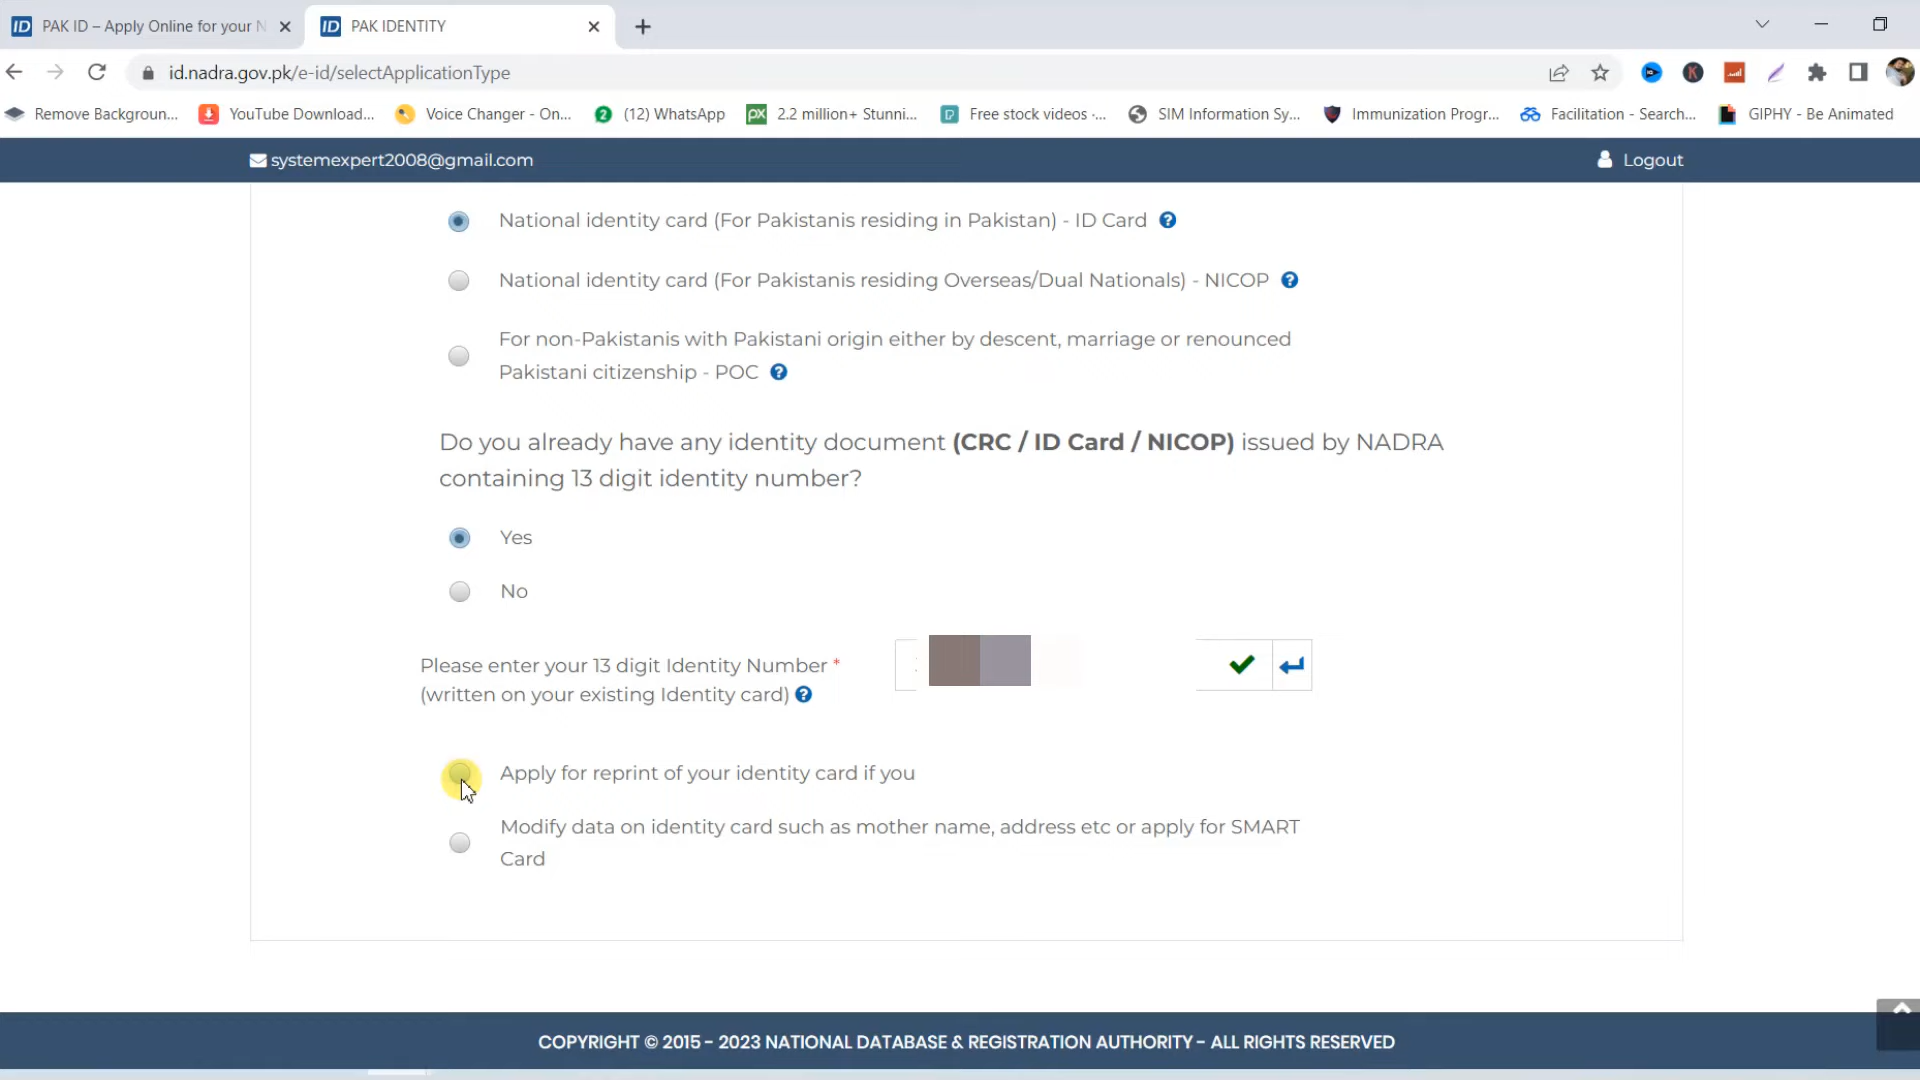 ID PAK ID – Apply Online for your N
ID PAK IDENTITY
id.nadra.gov.pk/e-id/selectApplicationType
Remove Backgroun...
YouTube Download...
Voice Changer - On...
2 (12) WhatsApp
px 2.2 million+ Stunni...
Free stock videos ·...
SIM Information Sy...
Immunization Progr...
Facilitation - Search...
GIPHY - Be Animated
systemexpert2008@gmail.com
Logout
National identity card (For Pakistanis residing in Pakistan) - ID Card ?
National identity card (For Pakistanis residing Overseas/Dual Nationals) - NICOP ?
For non-Pakistanis with Pakistani origin either by descent, marriage or renounced
Pakistani citizenship - POC ?
Do you already have any identity document (CRC / ID Card / NICOP) issued by NADRA
containing 13 digit identity number?
Yes
No
Please enter your 13 digit Identity Number *
(written on your existing Identity card) ?
Apply for reprint of your identity card if you
Modify data on identity card such as mother name, address etc or apply for SMART
Card
COPYRIGHT © 2015 - 2023 NATIONAL DATABASE & REGISTRATION AUTHORITY - ALL RIGHTS RESERVED